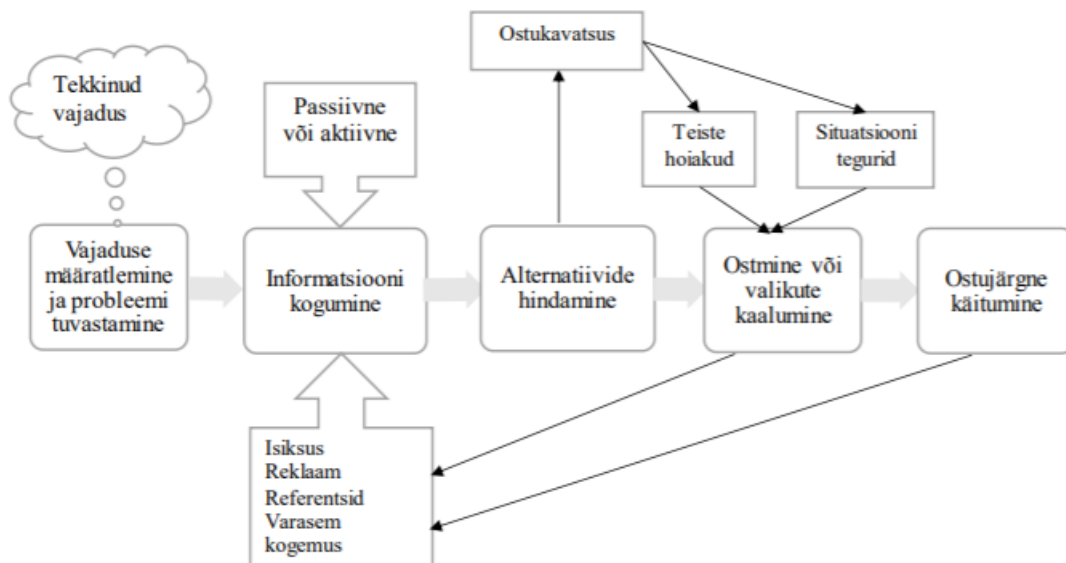 Ostukavatsus
Tekkinud
vajadus
Passiivne
või aktiivne
Teiste
hoiakud
Situatsiooni
tegurid
Vajaduse
määratlemine
ja probleemi
tuvastamine
Informatsiooni
kogumine
Alternatiivide
hindamine
Ostmine või
valikute
kaalumine
Ostujärgne
käitumine
Isiksus
Reklaam
Referentsid
Varasem
kogemus